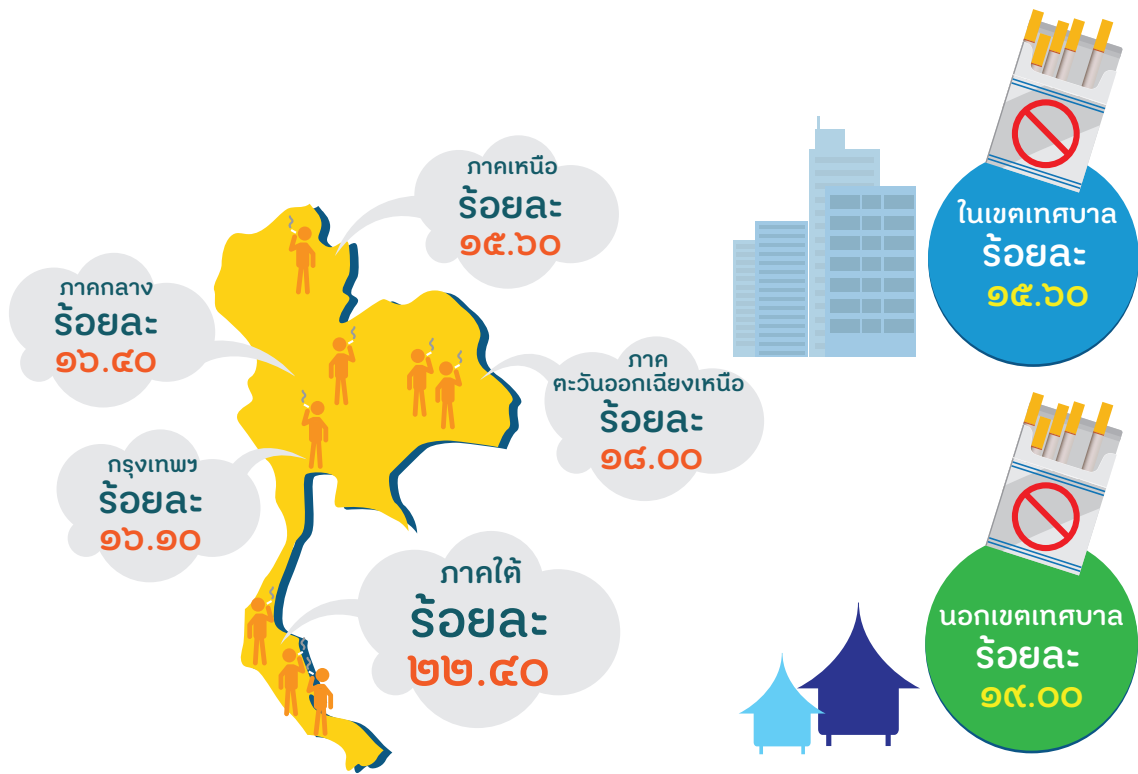 ภาคเหนือ
ร้อยละ
๑๕.๖๐
ภาคกลาง
ร้อยละ
๑๖.๔๐
ภาค
ตะวันออกเฉียงเหนือ
ร้อยละ
๑๘.๐๐
กรุงเทพฯ
ร้อยละ
๑๖.๑๐
ภาคใต้
ร้อยละ
๒๒.๔๐
ในเขตเทศบาล
ร้อยละ
๑๕.๖๐
นอกเขตเทศบาล
ร้อยละ
๑๙.๐๐